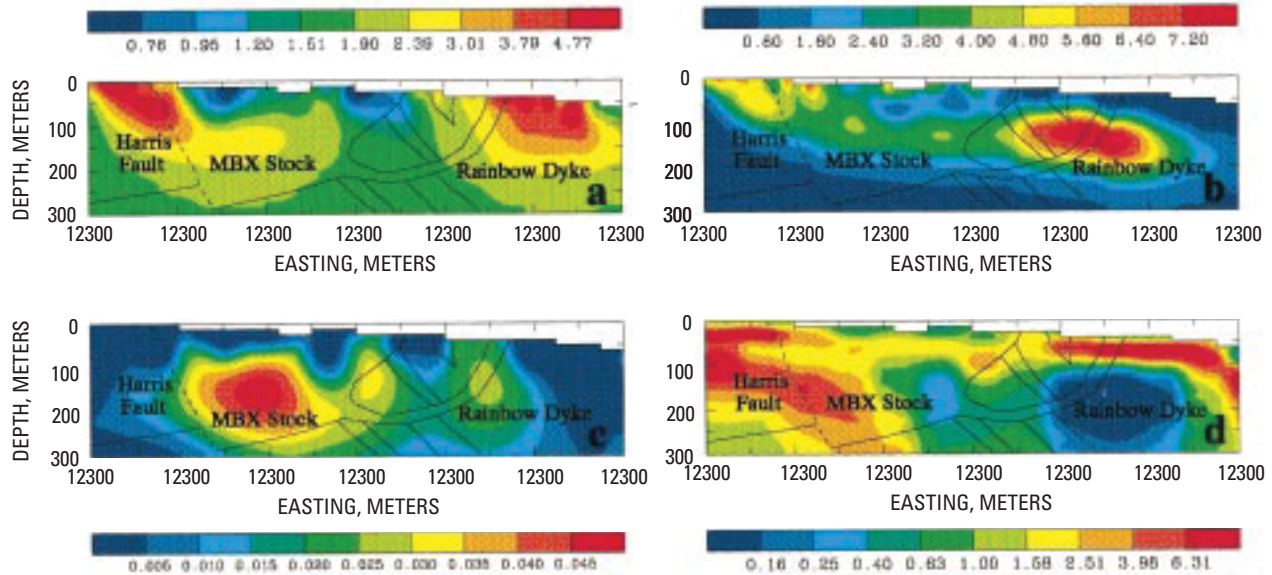 0.76 0.95 1.20 1.51 1.90 2.39 3.01 3.79 4.77
0.80 1.60 2.40 3.20 4.00 4.80 5.60 6.40 7.20
DEPTH, METERS
0
100
200
300
Harris
Fault
MBX Stock
Rainbow Dyke
a
12300 12300 12300 12300 12300 12300 12300
EASTING, METERS
0
100
200
300
Harris
Fault
MBX Stock
Rainbow Dyke
b
12300 12300 12300 12300 12300 12300 12300
EASTING, METERS
DEPTH, METERS
0
100
200
300
Harris
Fault
MBX Stock
Rainbow Dyke
c
12300 12300 12300 12300 12300 12300 12300
EASTING, METERS
0
100
200
300
Harris
Fault
MBX Stock
Rainbow Dyke
d
12300 12300 12300 12300 12300 12300 12300
EASTING, METERS
0.005 0.010 0.015 0.020 0.025 0.030 0.035 0.040 0.045
0.16 0.25 0.40 0.63 1.00 1.58 2.51 3.98 6.31